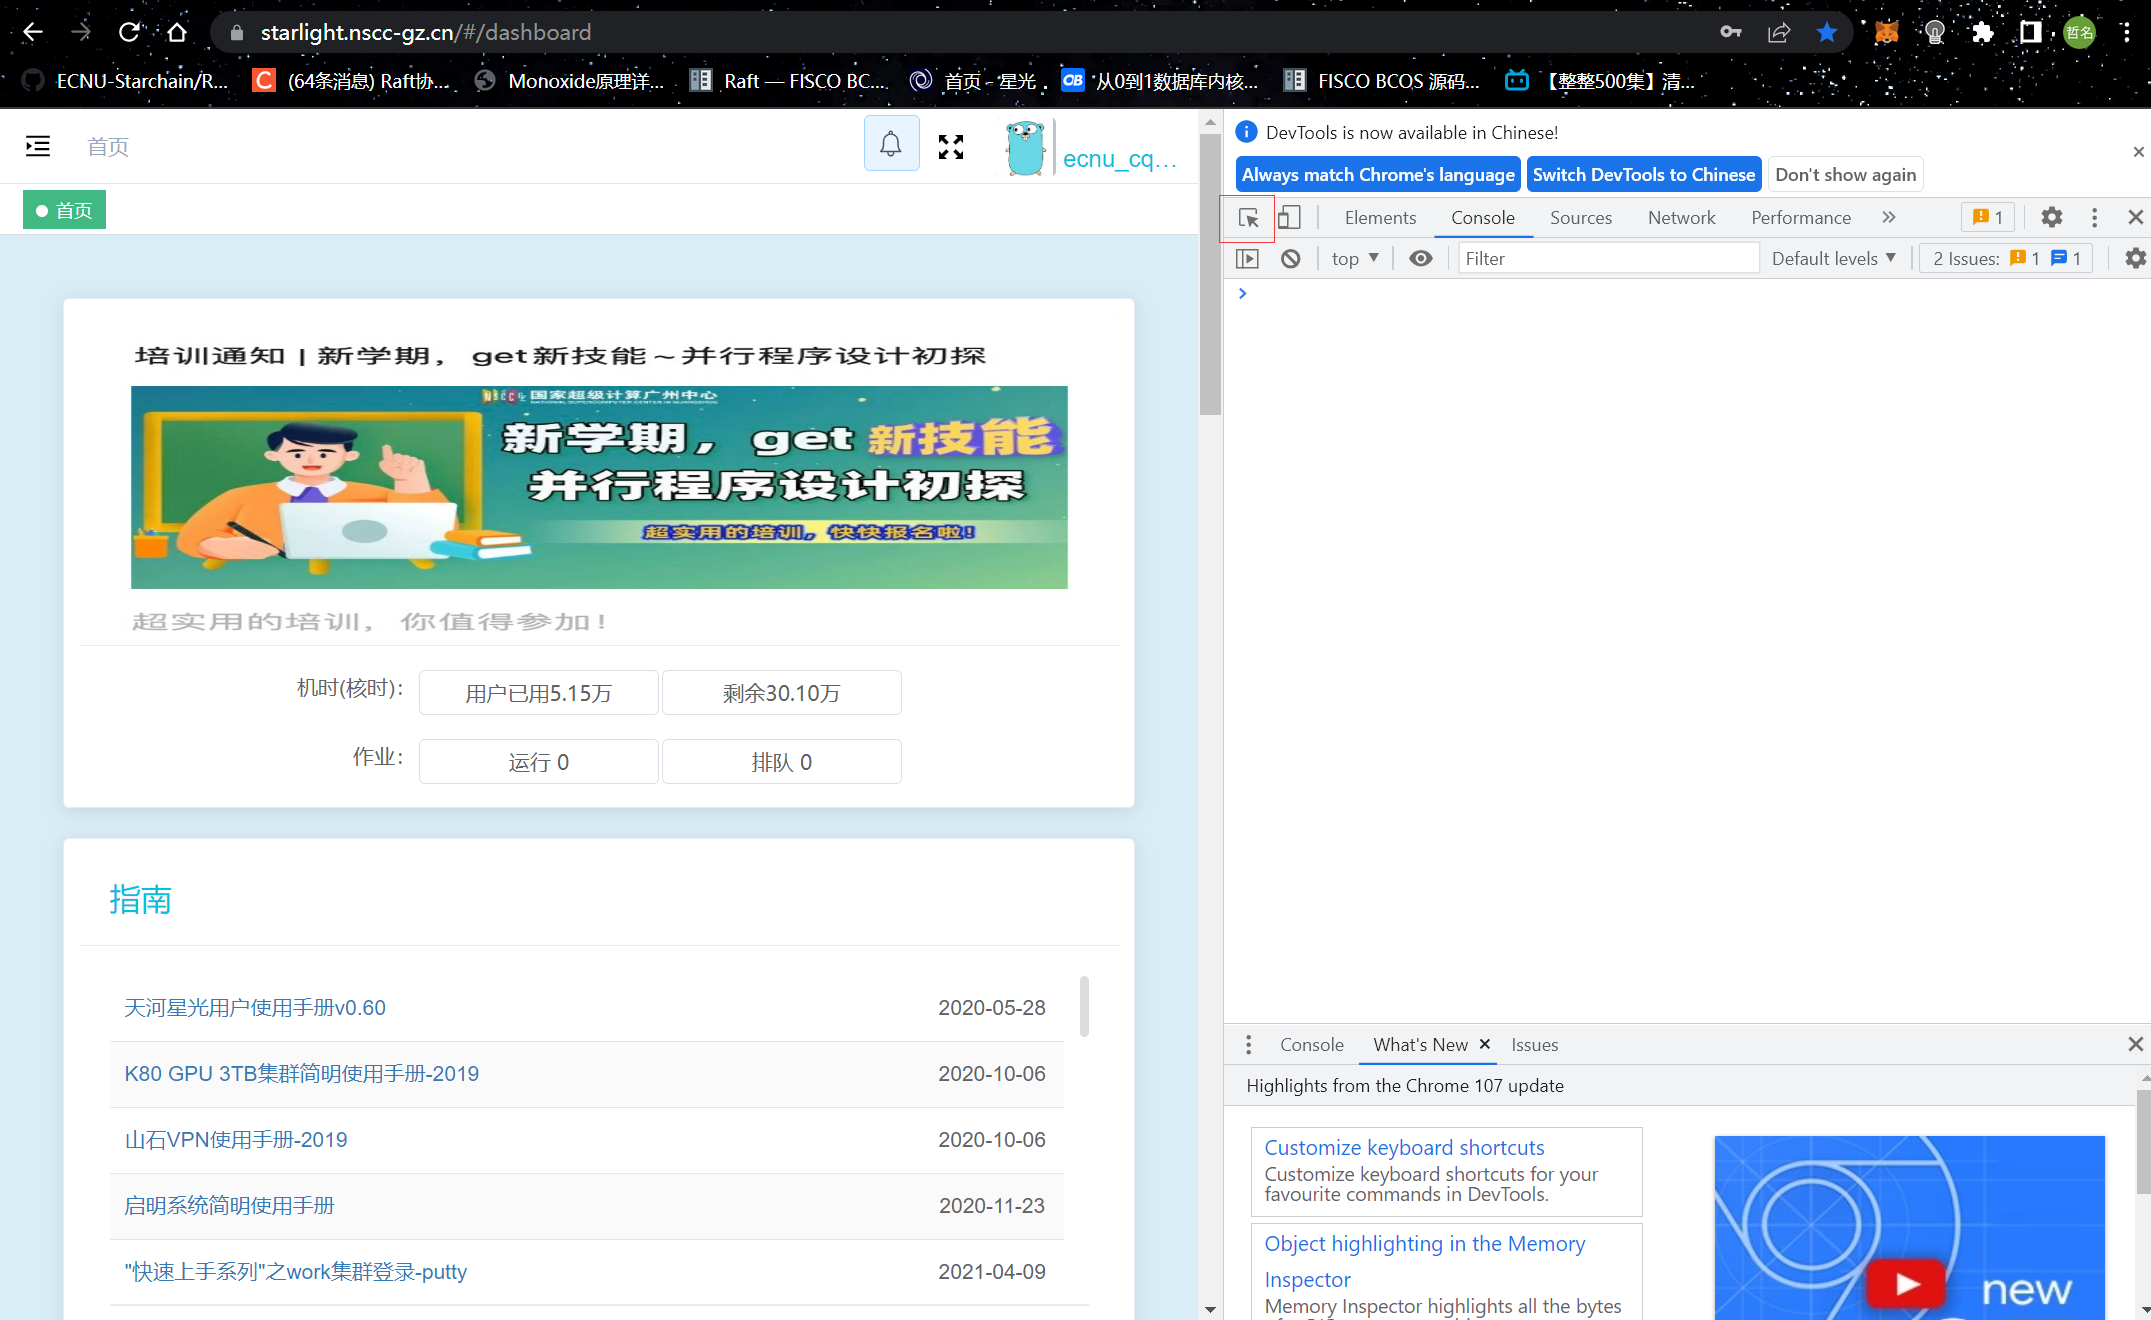 starlight.nscc-gz.cn/#/dashboard
哲名
ECNU-Starchain/R...
(64条消息) Raft协...
Monoxide原理详...
Raft — FISCO BC...
首页 - 星光
从0到1数据库内核...
FISCO BCOS 源码...
【整整500集】清...
首页
ecnu_cq...
首页
培训通知 | 新学期，get新技能～并行程序设计初探
国家超级计算广州中心
新学期，get 新技能
并行程序设计初探
超实用的培训，快快报名啦！
超实用的培训，你值得参加！
机时(核时)： 用户已用5.15万 剩余30.10万
作业： 运行 0 排队 0
指南
天河星光用户使用手册v0.60 2020-05-28
K80 GPU 3TB集群简明使用手册-2019 2020-10-06
山石VPN使用手册-2019 2020-10-06
启明系统简明使用手册 2020-11-23
"快速上手系列"之work集群登录-putty 2021-04-09
DevTools is now available in Chinese!
Always match Chrome's language
Switch DevTools to Chinese
Don't show again
Elements Console Sources Network Performance » 1
top Filter Default levels 2 Issues: 1 1
Console What's New Issues
Highlights from the Chrome 107 update
Customize keyboard shortcuts
Customize keyboard shortcuts for your
favourite commands in DevTools.
Object highlighting in the Memory
Inspector
Memory Inspector highlights all the bytes
new